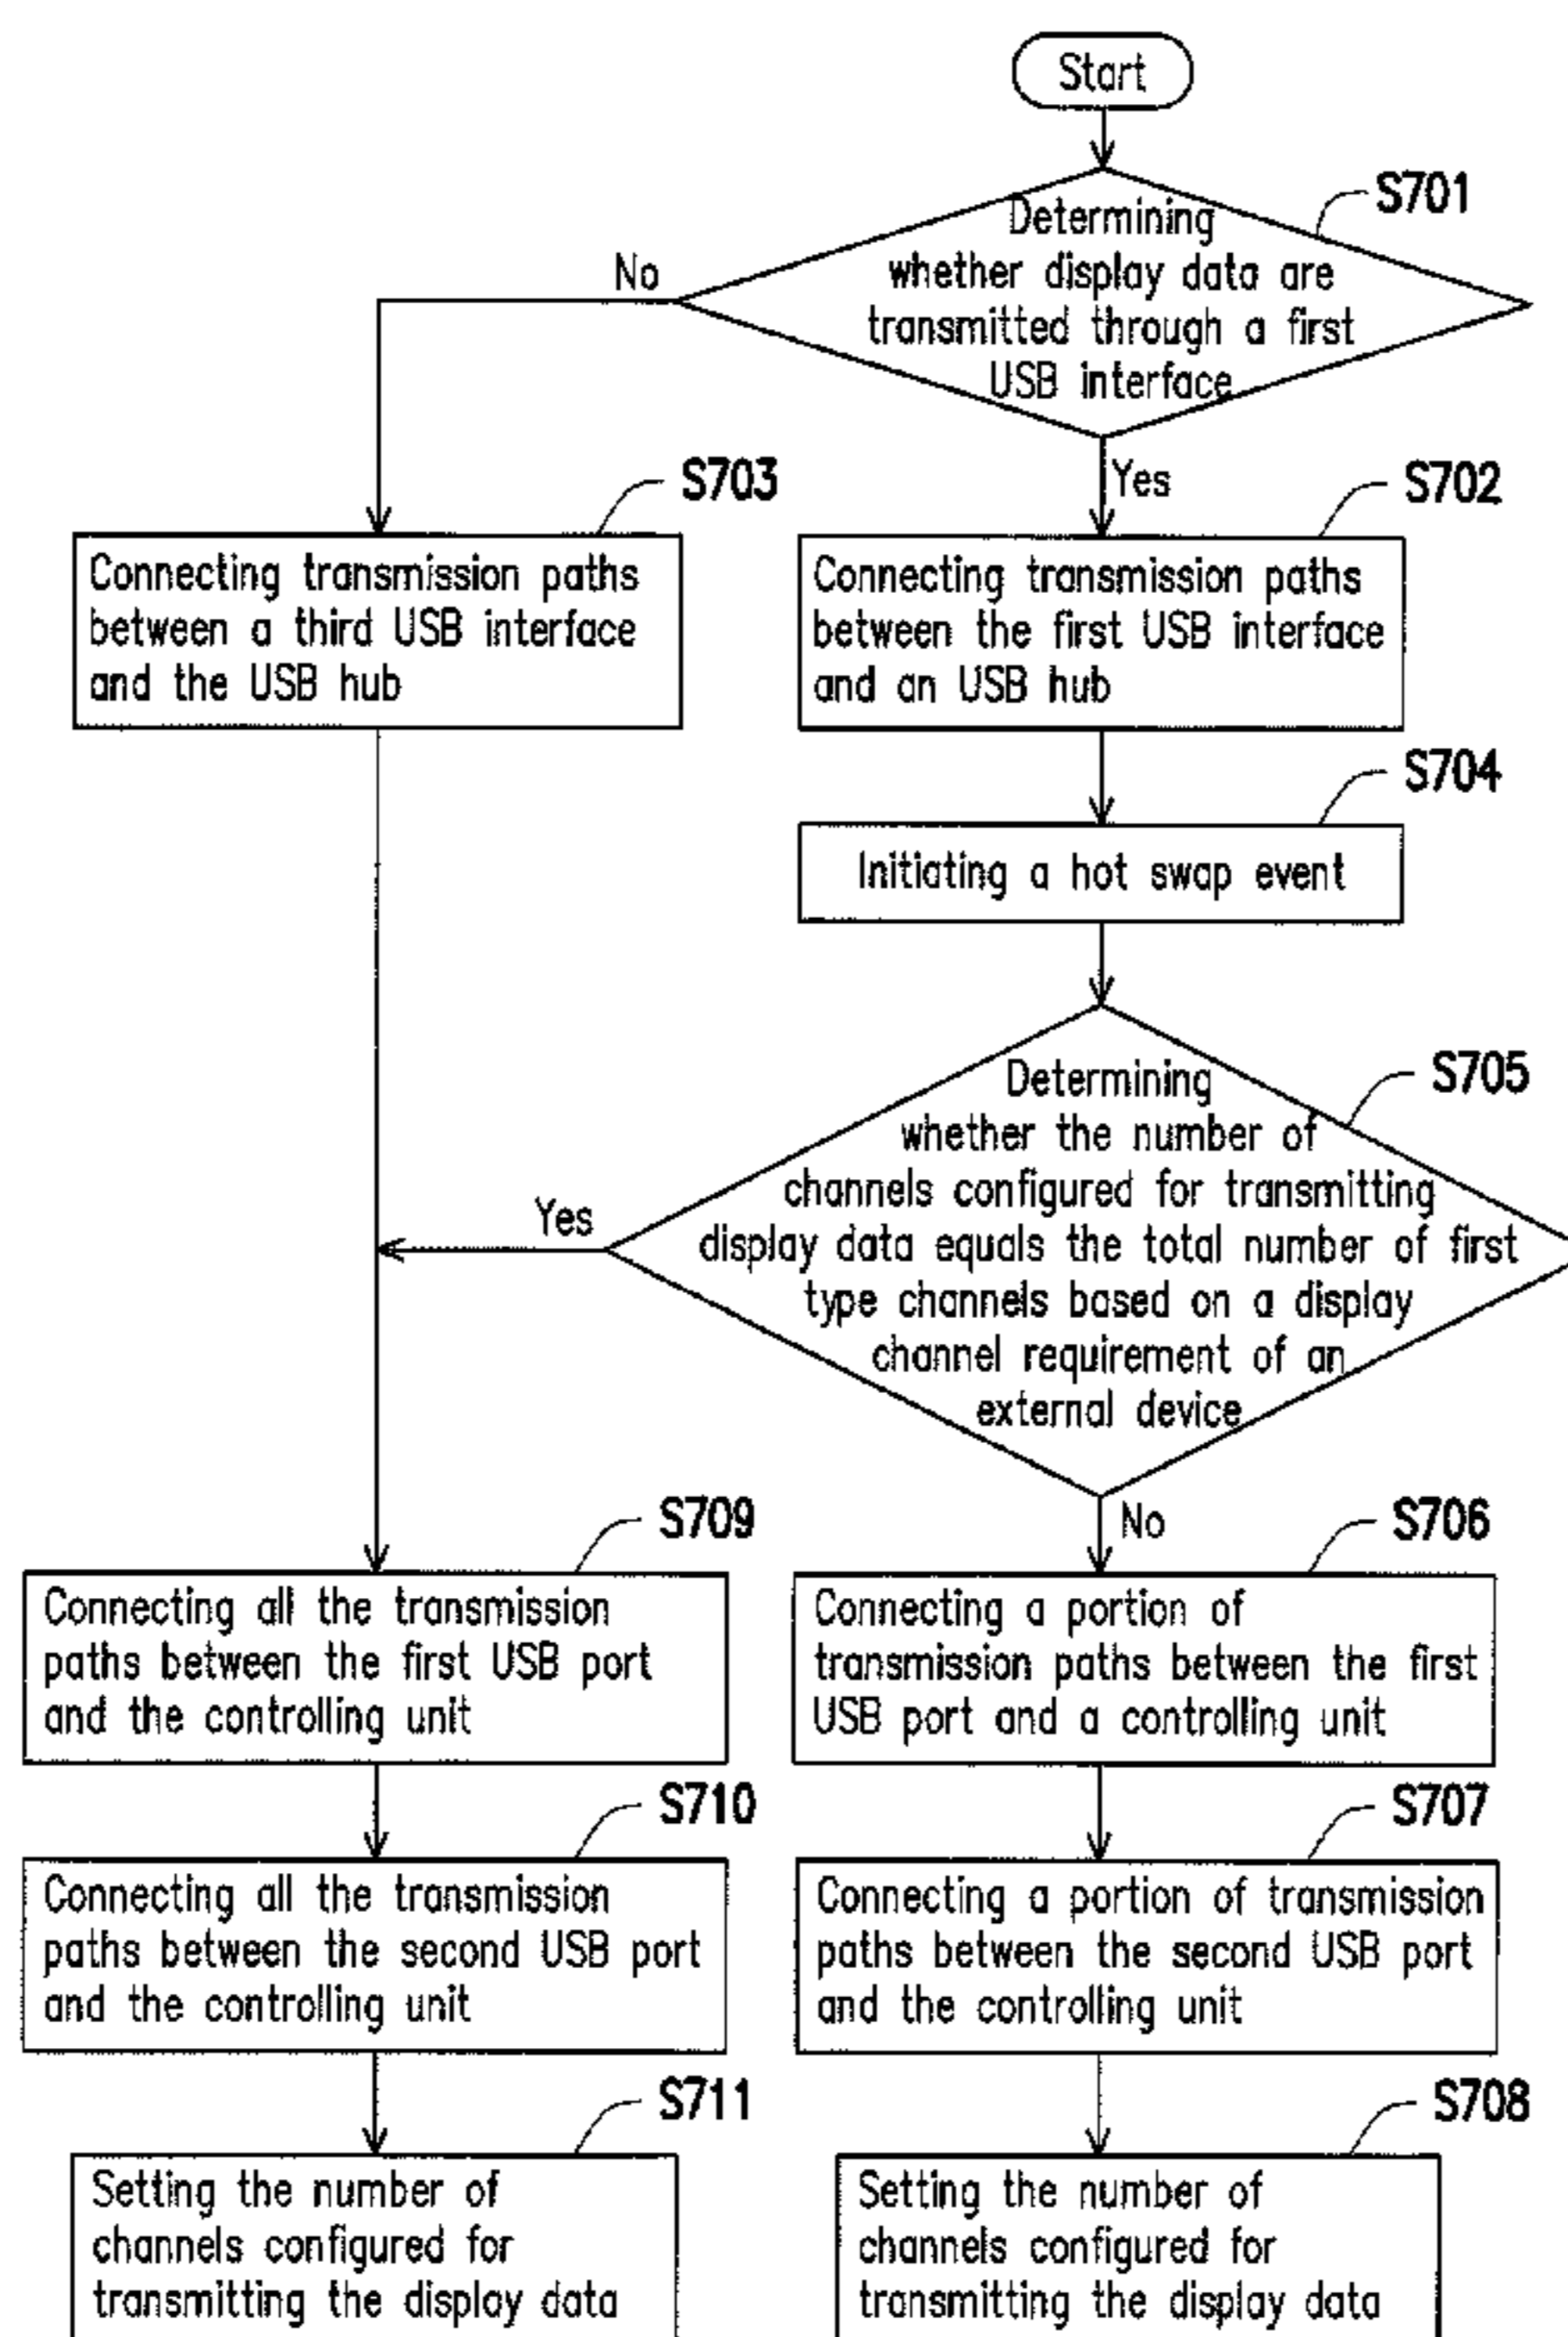 Start
S701
Determining
whether display data are
transmitted through a first
USB interface
No
Yes
S703
Connecting transmission paths
between a third USB interface
and the USB hub
S702
Connecting transmission paths
between the first USB interface
and an USB hub
S704
Initiating a hot swap event
S705
Determining
whether the number of
channels configured for transmitting
display data equals the total number of first
type channels based on a display
channel requirement of an
external device
Yes
No
S709
Connecting all the transmission
paths between the first USB port
and the controlling unit
S706
Connecting a portion of
transmission paths between the first
USB port and a controlling unit
S710
Connecting all the transmission
paths between the second USB port
and the controlling unit
S707
Connecting a portion of transmission
paths between the second USB port
and the controlling unit
S711
Setting the number of
channels configured for
transmitting the display data
S708
Setting the number of
channels configured for
transmitting the display data